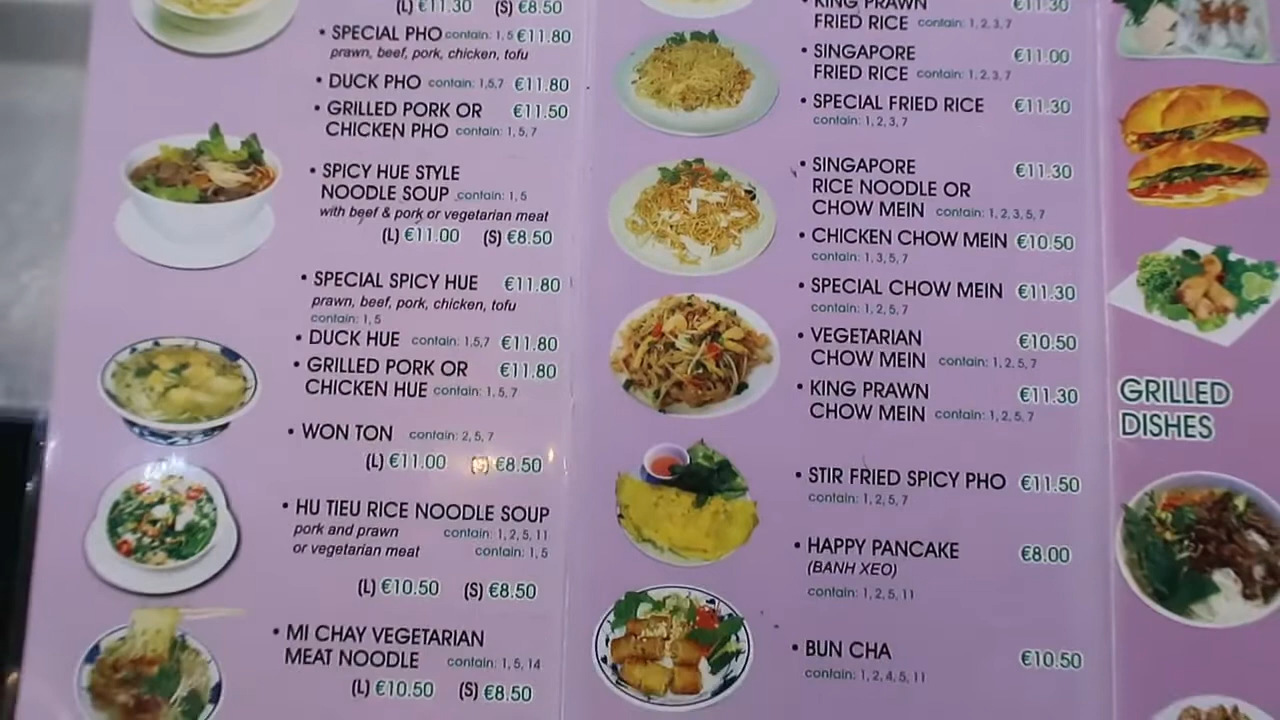 (L) €11.30 (S) €8.50
• SPECIAL PHO contain: 1, 5 €11.80
prawn, beef, pork, chicken, tofu
• DUCK PHO contain: 1,5,7 €11.80
• GRILLED PORK OR €11.50
CHICKEN PHO contain: 1, 5, 7
• SPICY HUE STYLE
NOODLE SOUP contain: 1, 5
with beef & pork or vegetarian meat
(L) €11.00 (S) €8.50
• SPECIAL SPICY HUE €11.80
prawn, beef, pork, chicken, tofu
contain: 1, 5
• DUCK HUE contain: 1,5,7 €11.80
• GRILLED PORK OR €11.80
CHICKEN HUE contain: 1, 5, 7
• WON TON contain: 2, 5, 7
(L) €11.00 (S) €8.50
• HU TIEU RICE NOODLE SOUP
pork and prawn contain: 1, 2, 5, 11
or vegetarian meat contain: 1, 5
(L) €10.50 (S) €8.50
• MI CHAY VEGETARIAN
MEAT NOODLE contain: 1, 5, 14
(L) €10.50 (S) €8.50
KING PRAWN €11.30
FRIED RICE contain: 1, 2, 3, 7
• SINGAPORE €11.00
FRIED RICE contain: 1, 2, 3, 7
• SPECIAL FRIED RICE €11.30
contain: 1, 2, 3, 7
• SINGAPORE €11.30
RICE NOODLE OR
CHOW MEIN contain: 1, 2, 3, 5, 7
• CHICKEN CHOW MEIN €10.50
contain: 1, 3, 5, 7
• SPECIAL CHOW MEIN €11.30
contain: 1, 2, 5, 7
• VEGETARIAN €10.50
CHOW MEIN contain: 1, 2, 5, 7
• KING PRAWN €11.30
CHOW MEIN contain: 1, 2, 5, 7
• STIR FRIED SPICY PHO €11.50
contain: 1, 2, 5, 7
• HAPPY PANCAKE €8.00
(BANH XEO)
contain: 1, 2, 5, 11
• BUN CHA €10.50
contain: 1, 2, 4, 5, 11
GRILLED
DISHES